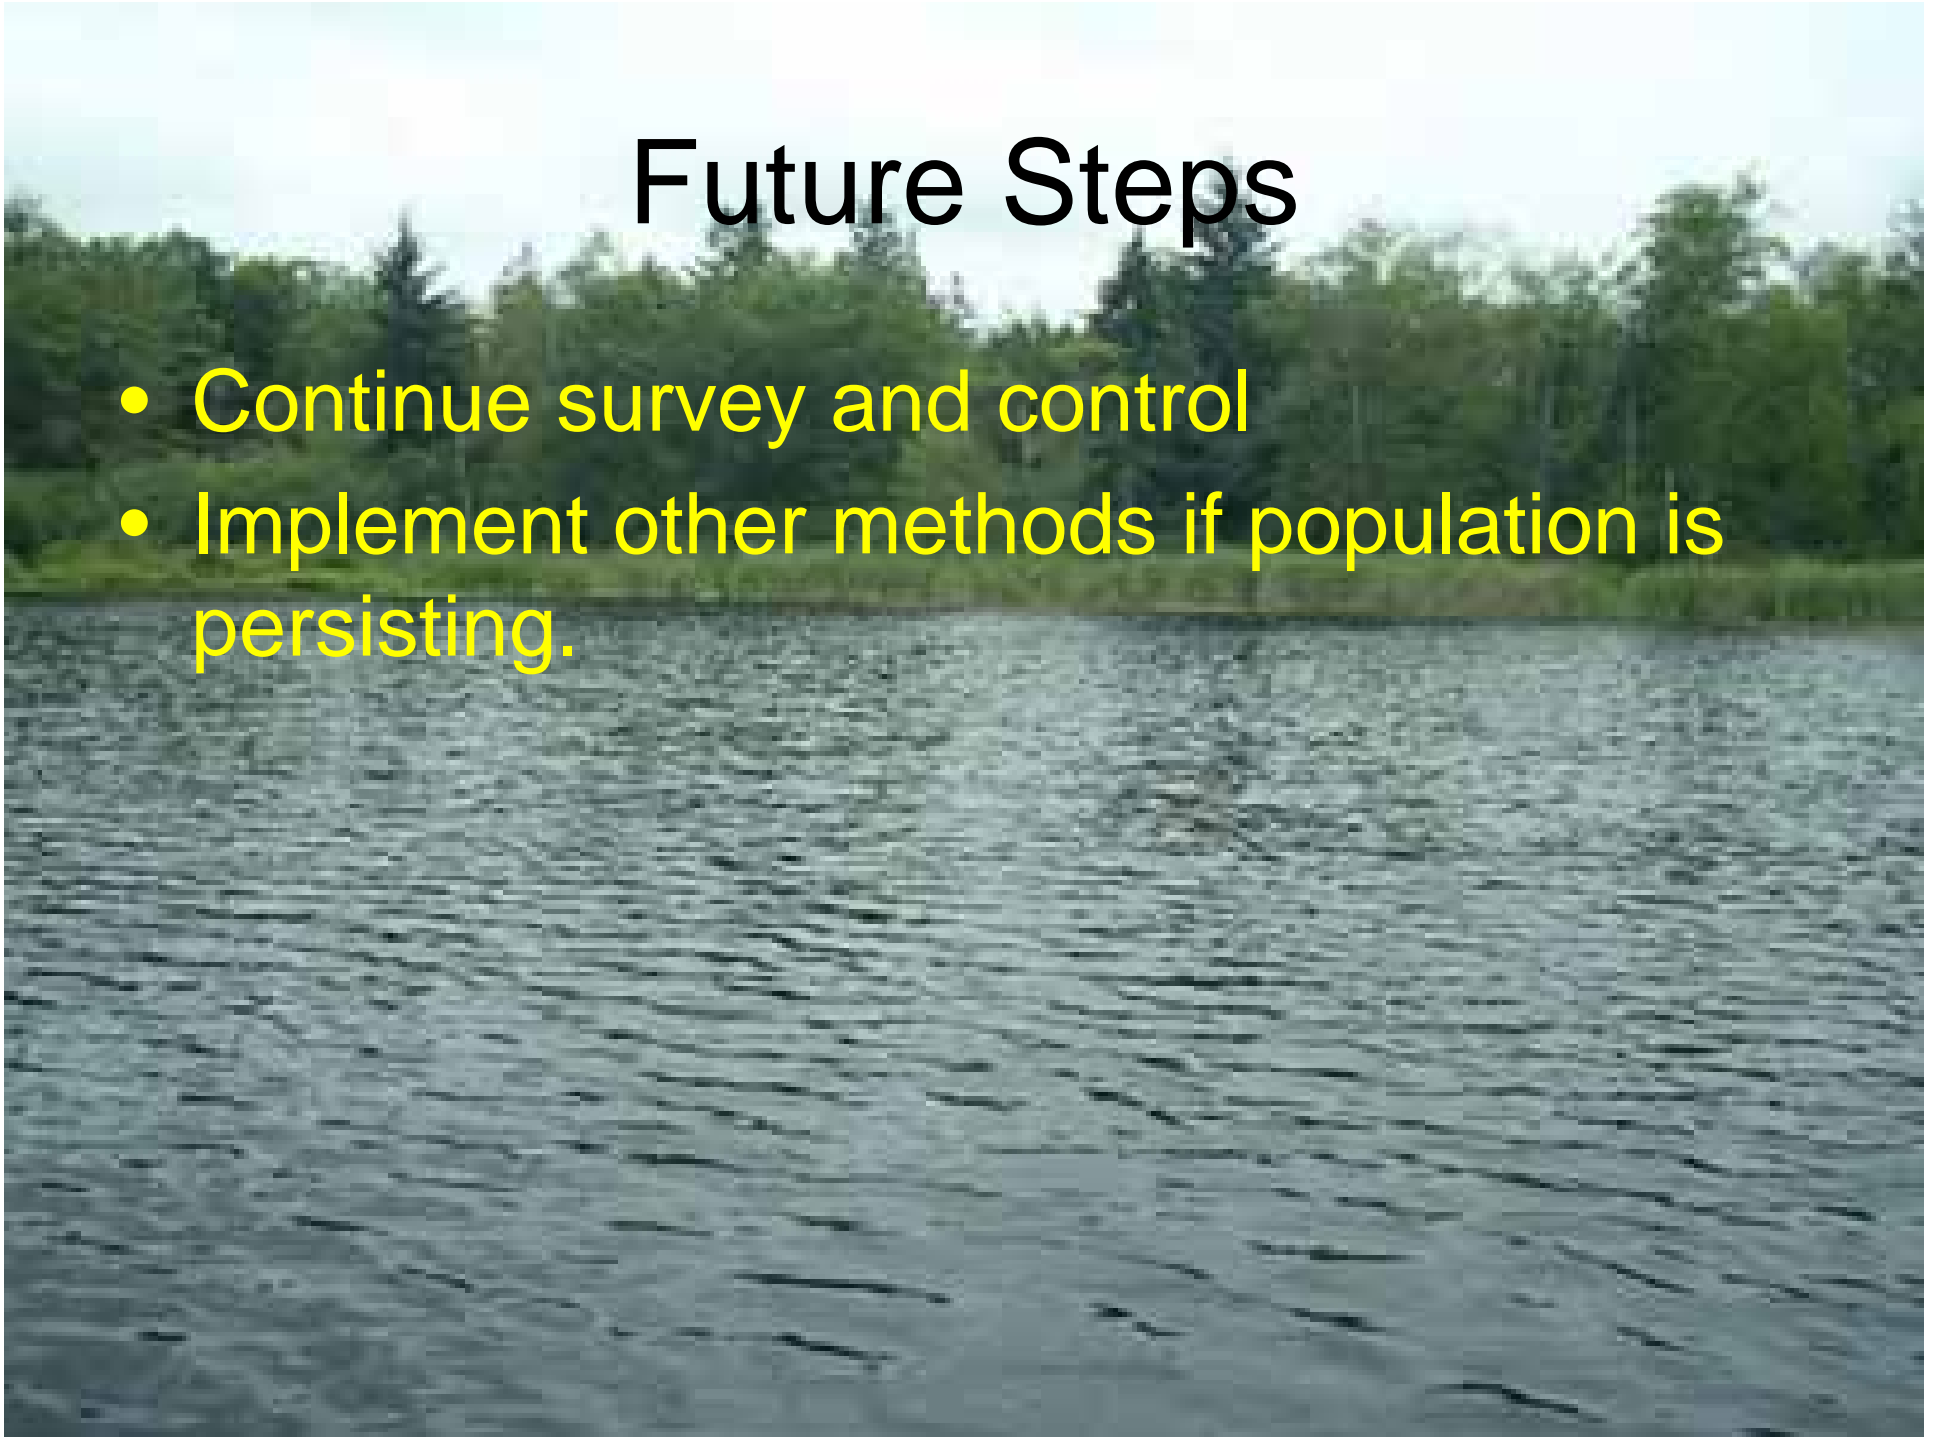 Future Steps
• Continue survey and control
• Implement other methods if population is
persisting.